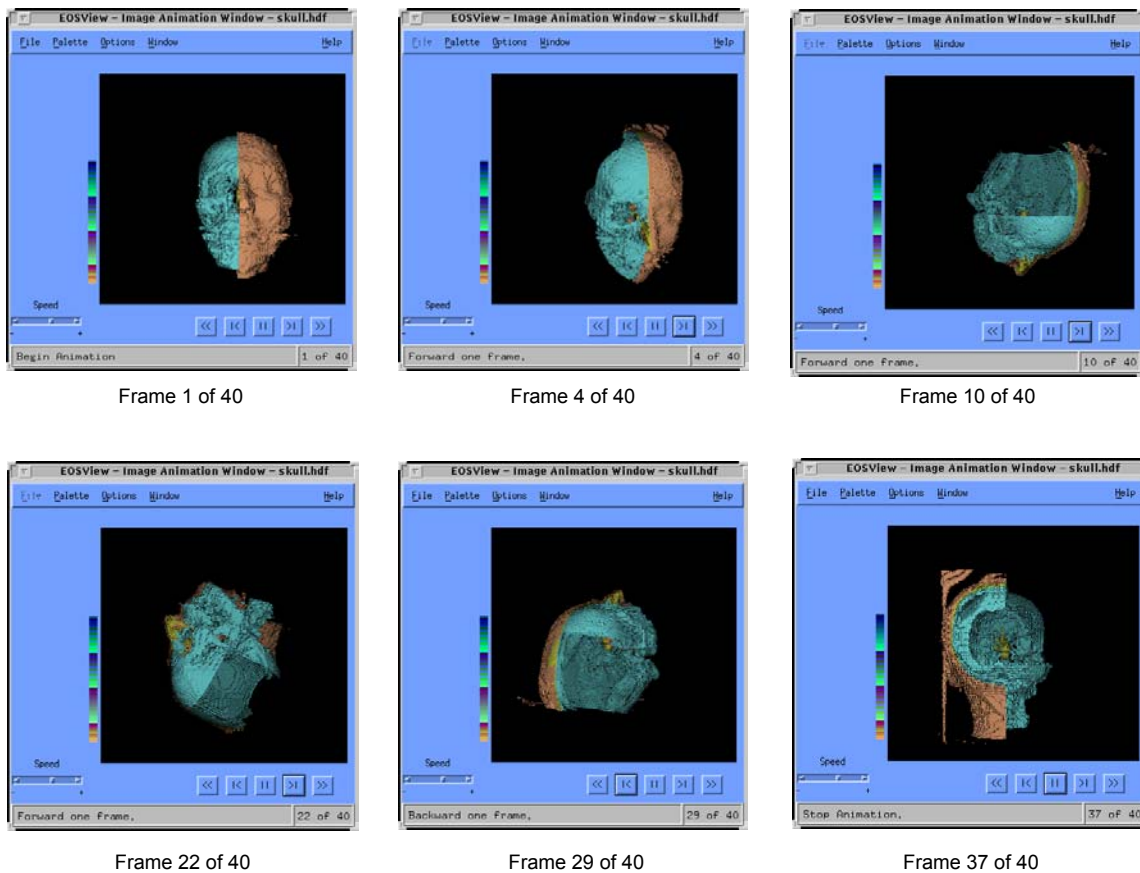 EOSView - Image Animation Window - skull.hdf
File Palette Options Window Help
Speed
- +
Begin Animation 1 of 40
Frame 1 of 40
EOSView - Image Animation Window - skull.hdf
File Palette Options Window Help
Speed
- +
Forward one frame. 4 of 40
Frame 4 of 40
EOSView - Image Animation Window - skull.hdf
File Palette Options Window Help
Speed
- +
Forward one frame. 10 of 40
Frame 10 of 40
EOSView - Image Animation Window - skull.hdf
File Palette Options Window Help
Speed
- +
Forward one frame. 22 of 40
Frame 22 of 40
EOSView - Image Animation Window - skull.hdf
File Palette Options Window Help
Speed
- +
Backward one frame. 29 of 40
Frame 29 of 40
EOSView - Image Animation Window - skull.hdf
File Palette Options Window Help
Speed
- +
Stop Animation. 37 of 40
Frame 37 of 40